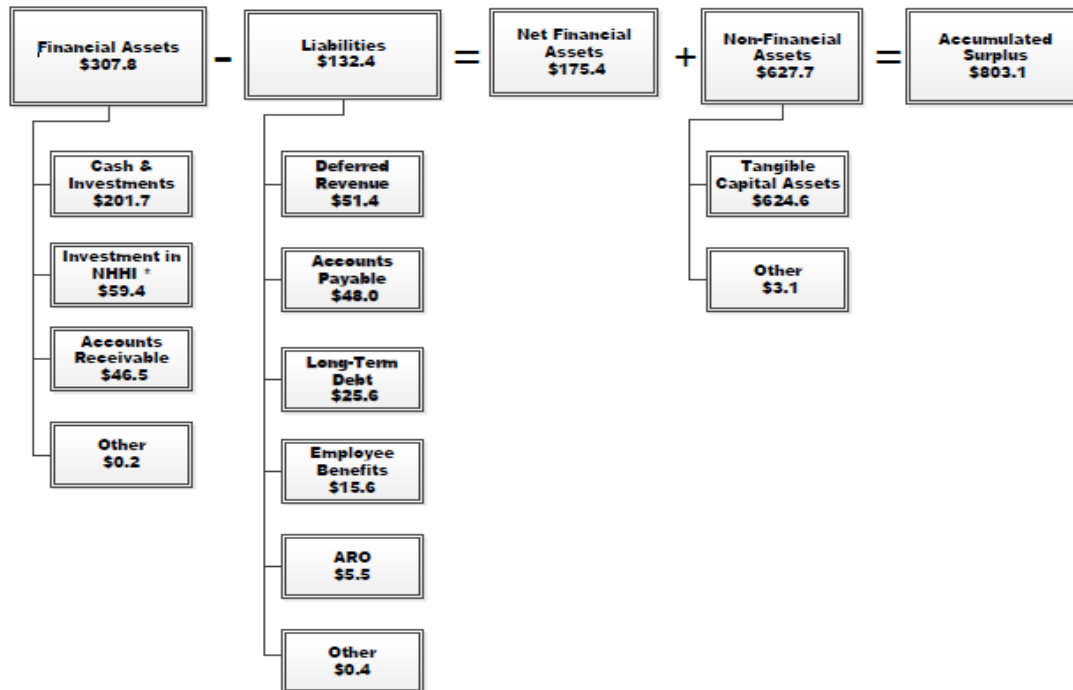 Financial Assets
$307.8
-
Liabilities
$132.4
=
Net Financial
Assets
$175.4
+
Non-Financial
Assets
$627.7
=
Accumulated
Surplus
$803.1
Cash &
Investments
$201.7
Investment in
NHHI *
$59.4
Accounts
Receivable
$46.5
Other
$0.2
Deferred
Revenue
$51.4
Accounts
Payable
$48.0
Long-Term
Debt
$25.6
Employee
Benefits
$15.6
ARO
$5.5
Other
$0.4
Tangible
Capital Assets
$624.6
Other
$3.1